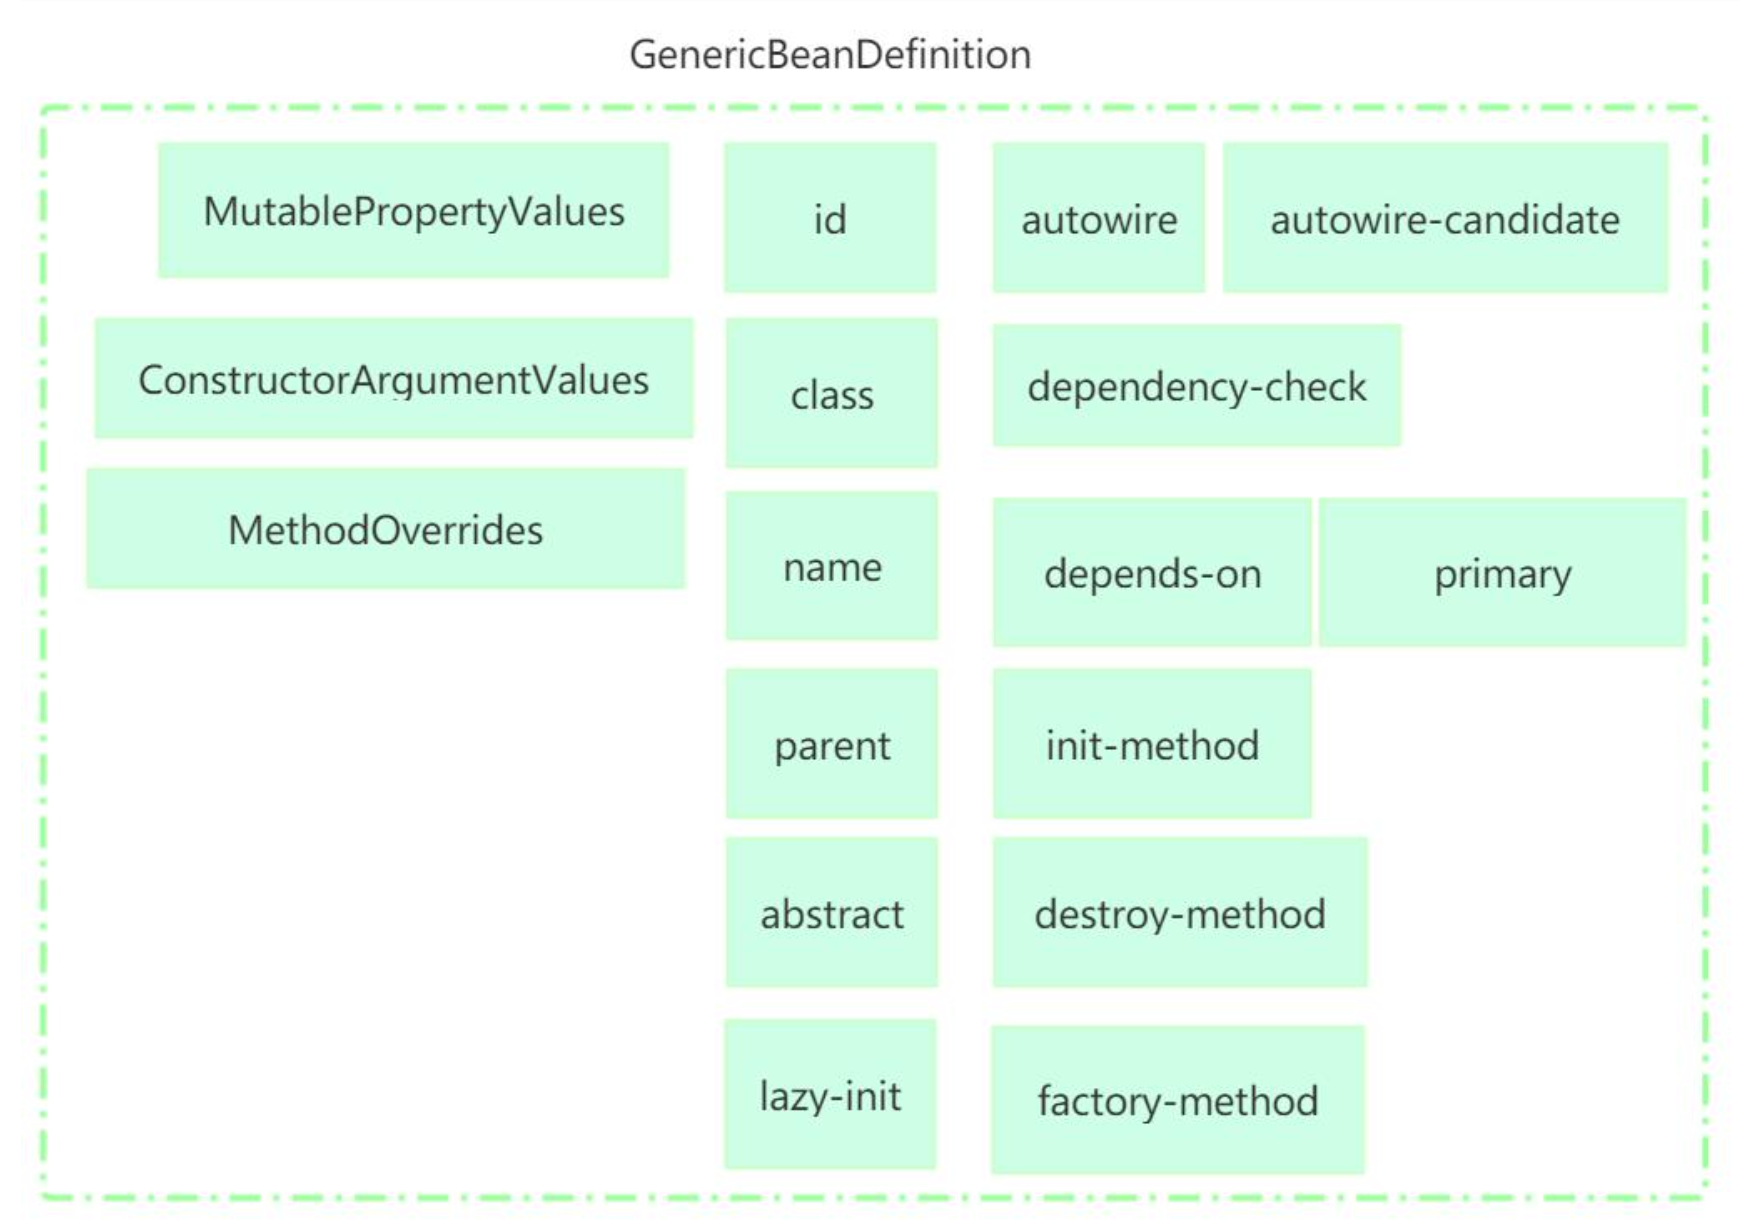 GenericBeanDefinition
MutablePropertyValues
id
autowire
autowire-candidate
ConstructorArgumentValues
class
dependency-check
MethodOverrides
name
depends-on
primary
parent
init-method
abstract
destroy-method
lazy-init
factory-method